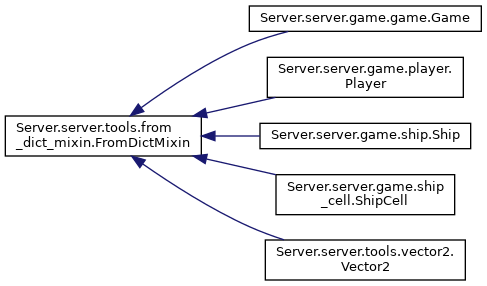 Server.server.game.game.Game
Server.server.game.player.
Player
Server.server.tools.from
_dict_mixin.FromDictMixin
Server.server.game.ship.Ship
Server.server.game.ship
_cell.ShipCell
Server.server.tools.vector2.
Vector2